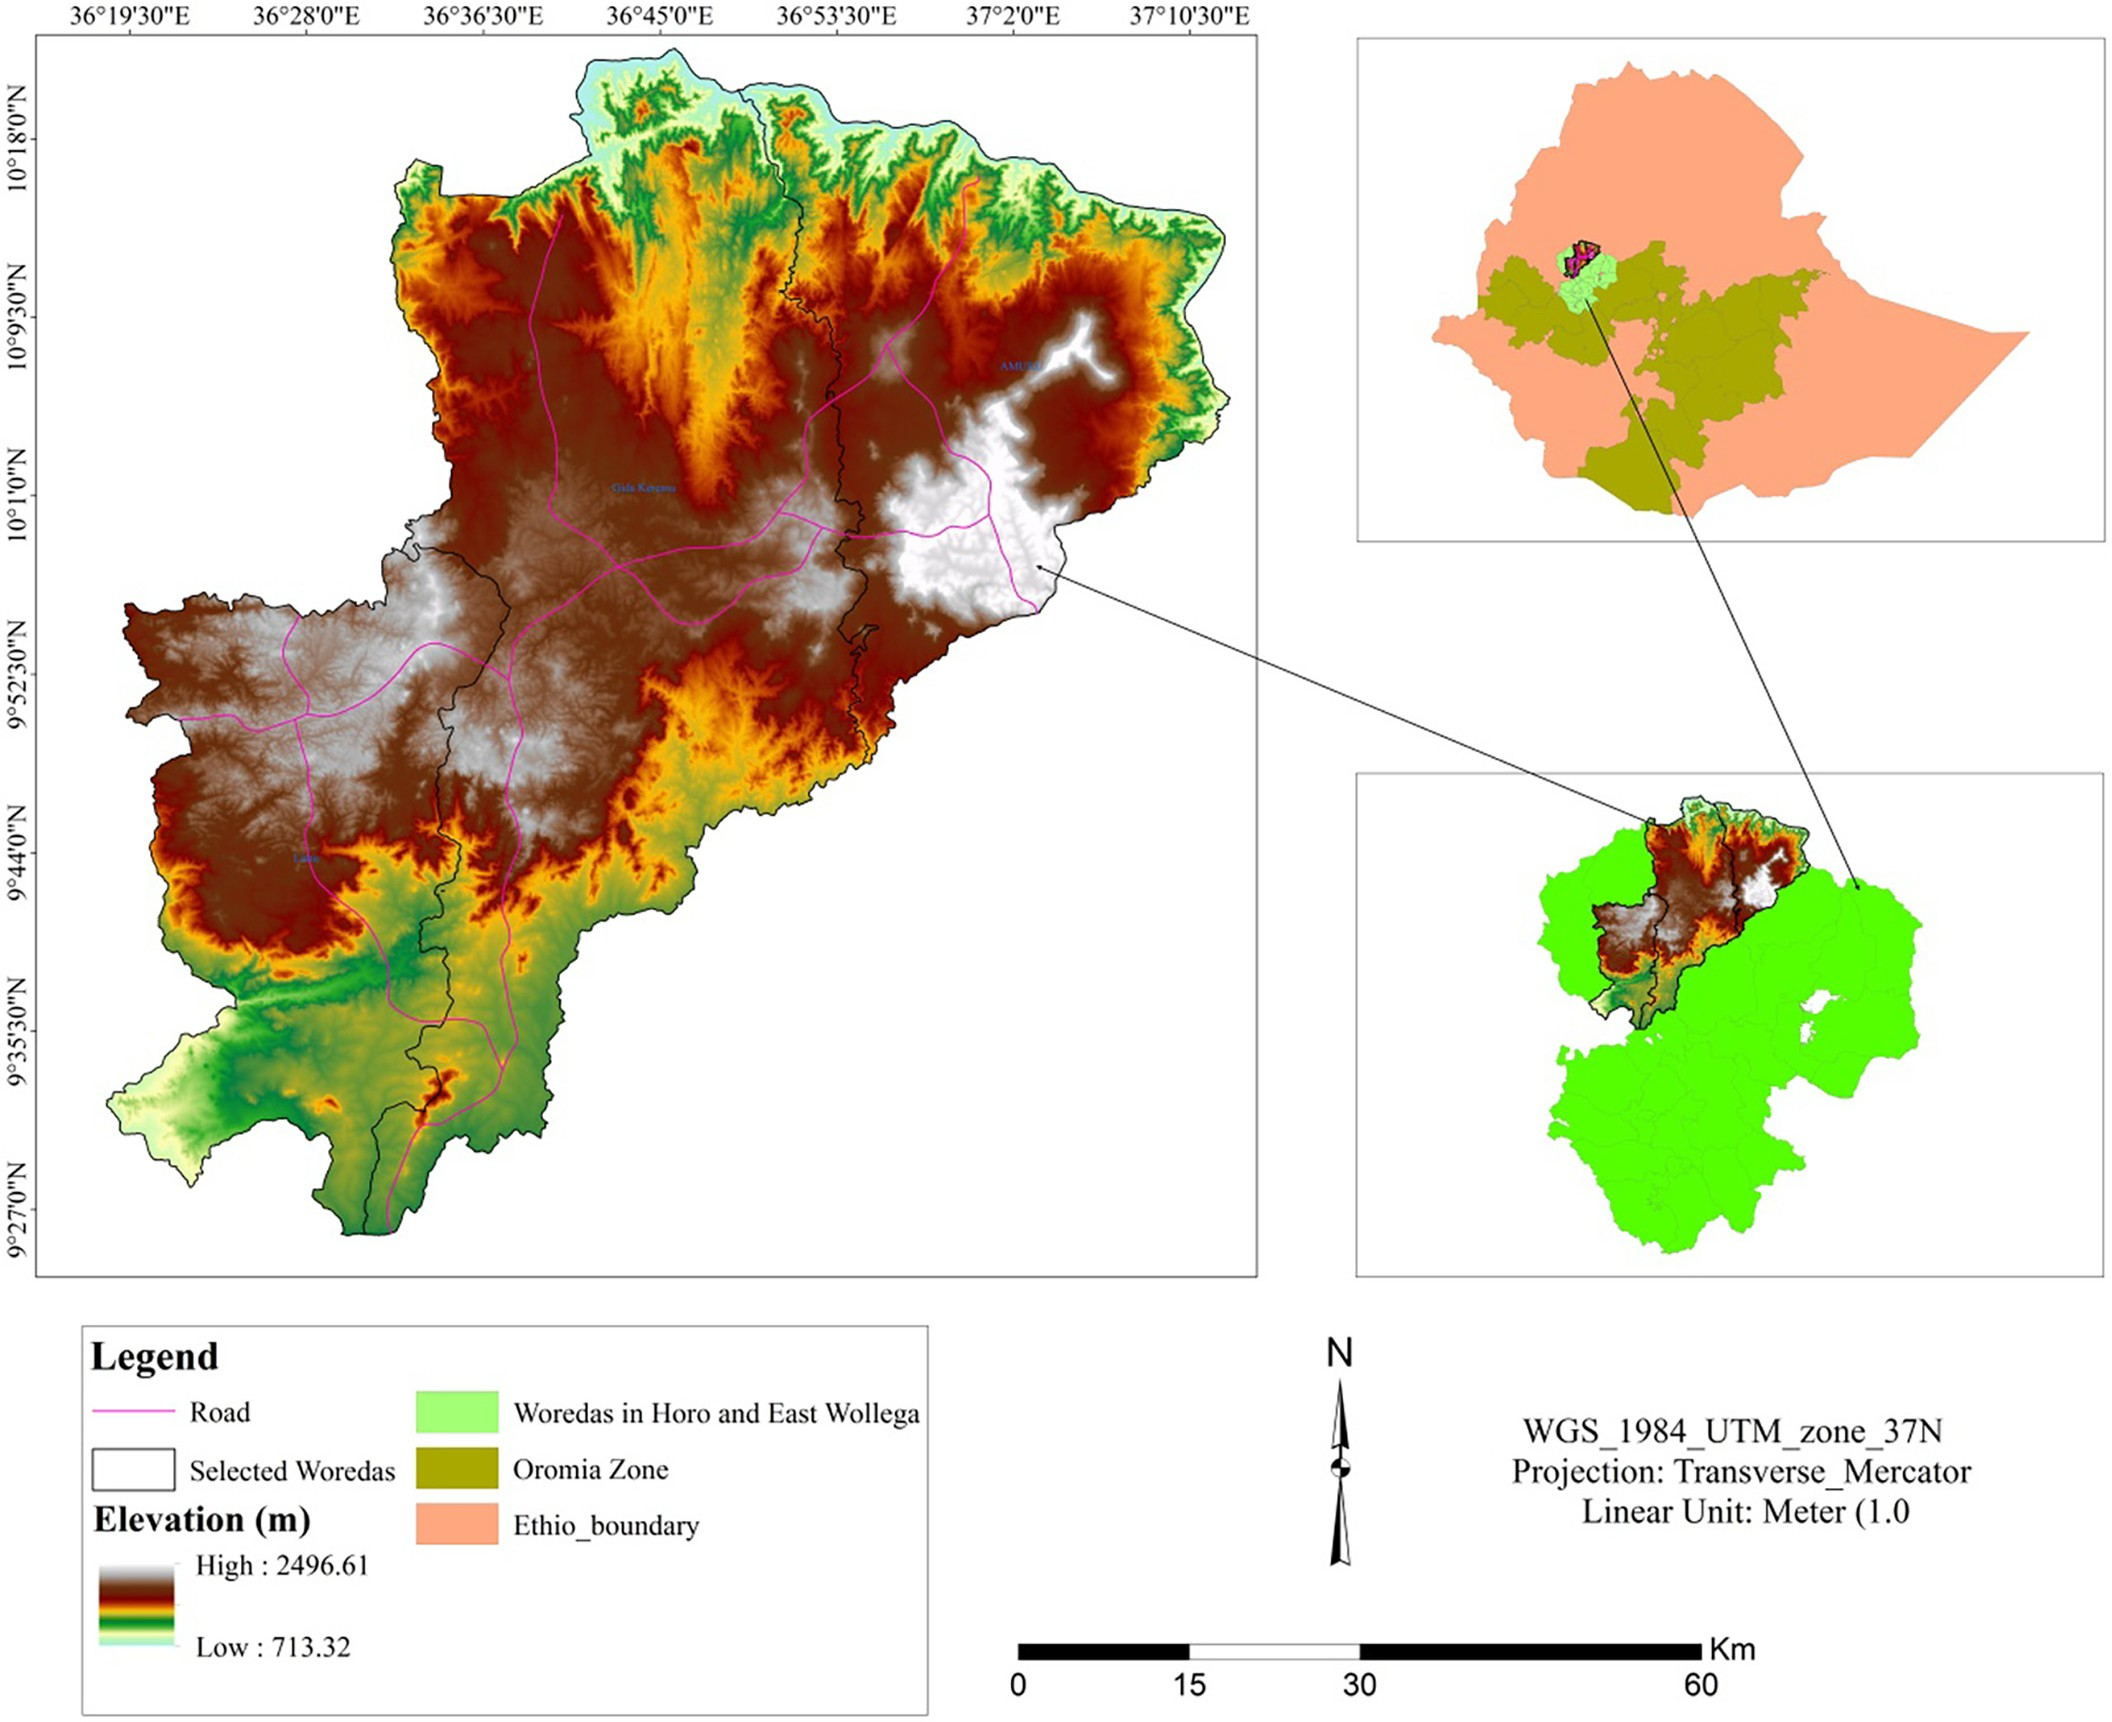 36°19'30"E 36°28'0"E 36°36'30"E 36°45'0"E 36°53'30"E 37°2'0"E 37°10'30"E
10°18'0"N
10°9'30"N
10°1'0"N
9°52'30"N
9°44'0"N
9°35'30"N
9°27'0"N
Gida Kiremu
Legend
Road
Selected Woredas
Elevation (m)
High : 2496.61
Low : 713.32
Woredas in Horo and East Wollega
Oromia Zone
Ethio_boundary
N
WGS_1984_UTM_zone_37N
Projection: Transverse_Mercator
Linear Unit: Meter (1.0
Km
0 15 30 60